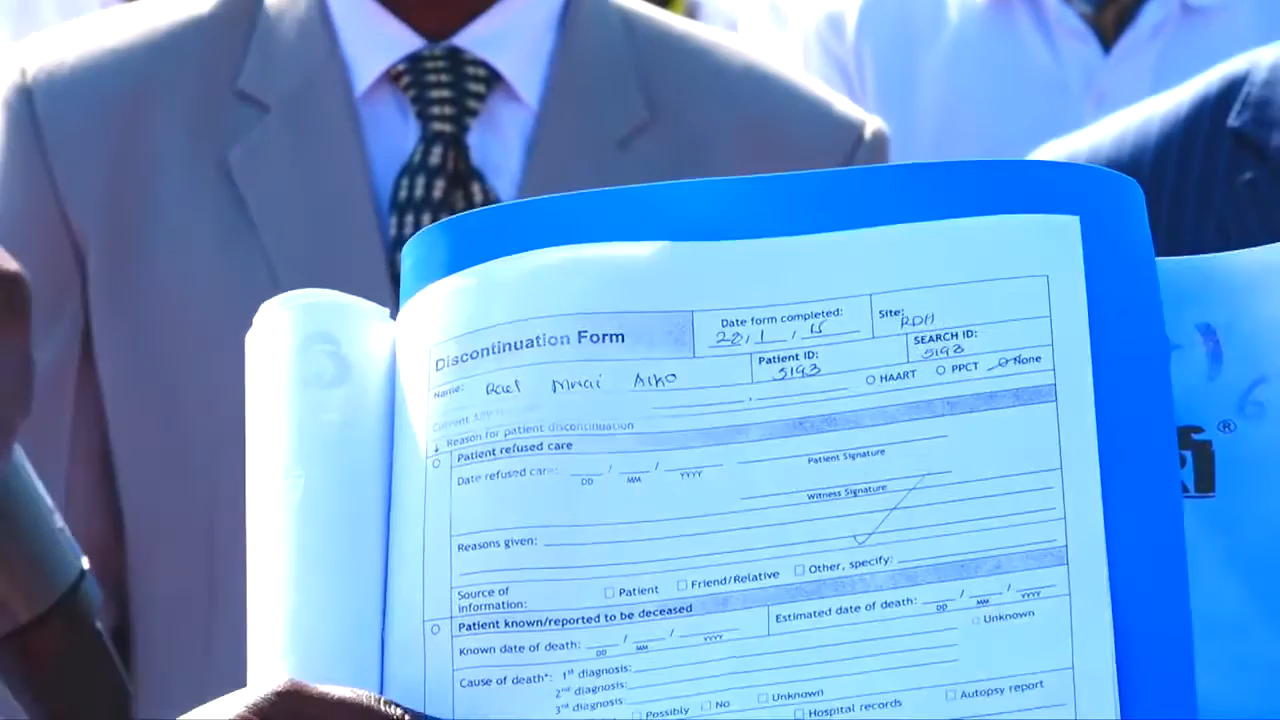 Discontinuation Form
Date form completed:
22 / 1 / 15
Site:
RDH
Name:
Patient ID:
5193
SEARCH ID:
5193
HAART PPCT None
Reason for patient discontinuation
Patient refused care
Date refused care: / /
DD MM YYYY
Patient Signature
Witness Signature
Reasons given:
Source of information:
Patient Friend/Relative Other, specify:
Patient known/reported to be deceased
Estimated date of death: / /
DD MM YYYY
Known date of death: / /
DD MM YYYY
Unknown
Cause of death*: 1st diagnosis:
2nd diagnosis:
3rd diagnosis:
Possibly No Unknown
Hospital records Autopsy report